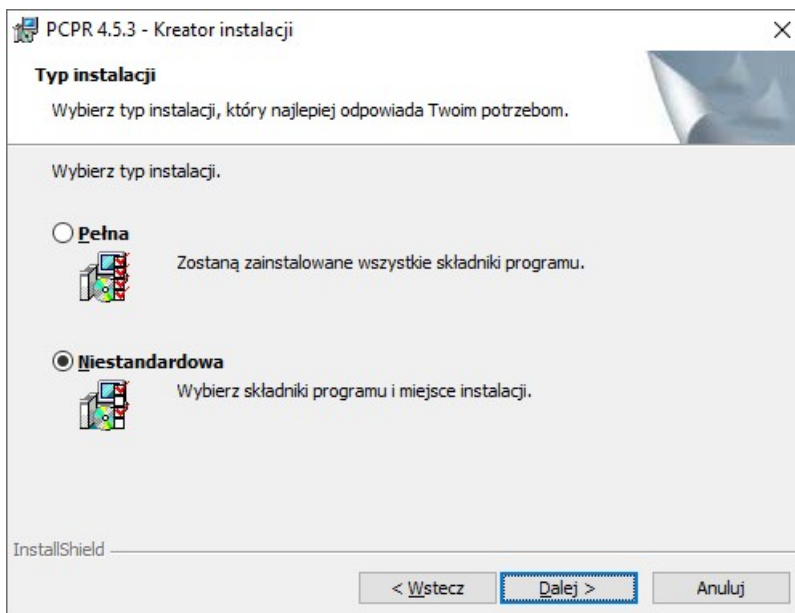 PCPR 4.5.3 - Kreator instalacji
Typ instalacji
Wybierz typ instalacji, który najlepiej odpowiada Twoim potrzebom.
Wybierz typ instalacji.
Pełna
Zostaną zainstalowane wszystkie składniki programu.
Niestandardowa
Wybierz składniki programu i miejsce instalacji.
InstallShield
< Wstecz
Dalej >
Anuluj